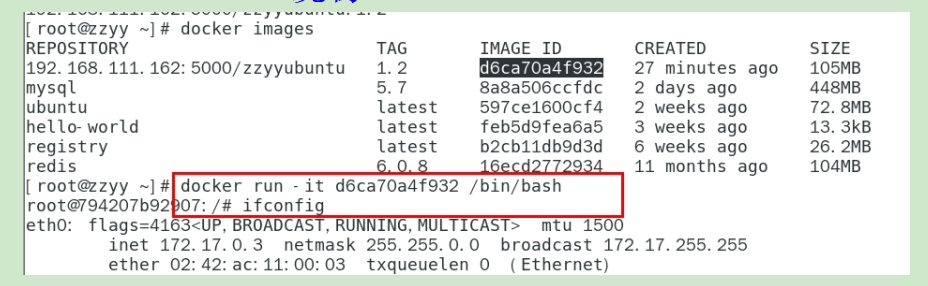 [root@zzyy ~]# docker images
REPOSITORY TAG IMAGE ID CREATED SIZE
192.168.111.162:5000/zzyyubuntu 1.2 d6ca70a4f932 27 minutes ago 105MB
mysql 5.7 8a8a506ccfdc 2 days ago 448MB
ubuntu latest 597ce1600cf4 2 weeks ago 72.8MB
hello-world latest feb5d9fea6a5 3 weeks ago 13.3kB
registry latest b2cb11db9d3d 6 weeks ago 26.2MB
redis 6.0.8 16ecd2772934 11 months ago 104MB
[root@zzyy ~]# docker run -it d6ca70a4f932 /bin/bash
root@794207b92907:/# ifconfig
eth0: flags=4163<UP,BROADCAST,RUNNING,MULTICAST> mtu 1500
inet 172.17.0.3 netmask 255.255.0.0 broadcast 172.17.255.255
ether 02:42:ac:11:00:03 txqueuelen 0 (Ethernet)